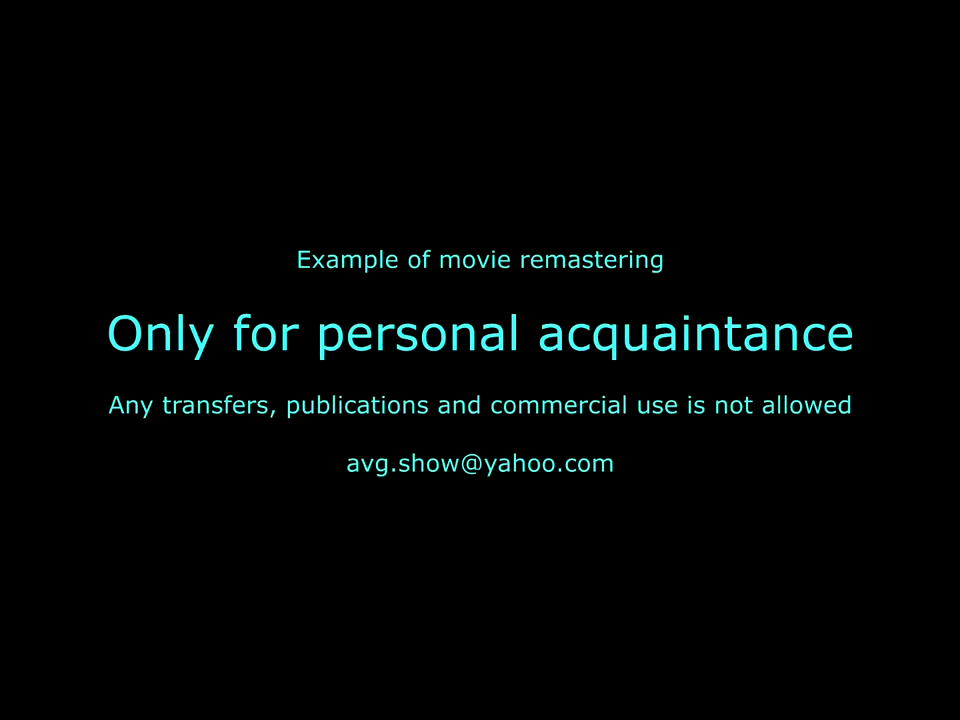 Example of movie remastering
Only for personal acquaintance
Any transfers, publications and commercial use is not allowed
avg.show@yahoo.com